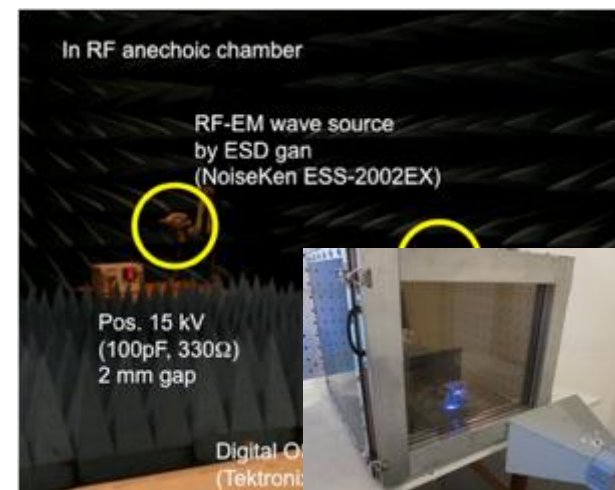 In RF anechoic chamber
RF-EM wave source
by ESD gan
(NoiseKen ESS-2002EX)
Pos. 15 kV
(100pF, 330Ω)
2 mm gap
Digital
(Tektronix